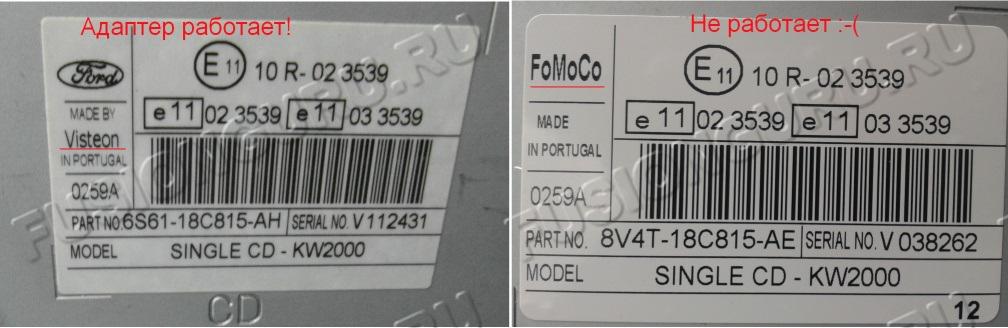 Адаптер работает!
Ford
E 11 10 R- 02 3539
e 11 02 3539 e 11 03 3539
MADE BY
Visteon
IN PORTUGAL
0259A
PART NO. 6S61-18C815-AH SERIAL NO. V 112431
MODEL SINGLE CD - KW2000
CD
Не работает :-(
FoMoCo
E 11 10 R- 02 3539
e 11 02 3539 e 11 03 3539
MADE
IN PORTUGAL
0259A
PART NO. 8V4T-18C815-AE SERIAL NO. V 038262
MODEL SINGLE CD - KW2000
12